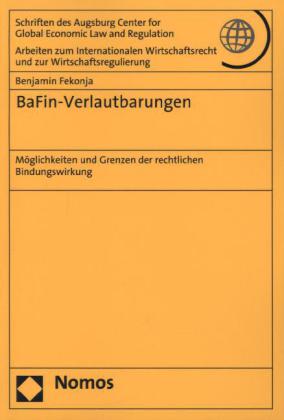 Schriften des Augsburg Center for
Global Economic Law and Regulation
Arbeiten zum Internationalen Wirtschaftsrecht
und zur Wirtschaftsregulierung
Benjamin Fekonja
BaFin-Verlautbarungen
Möglichkeiten und Grenzen der rechtlichen
Bindungswirkung
Nomos